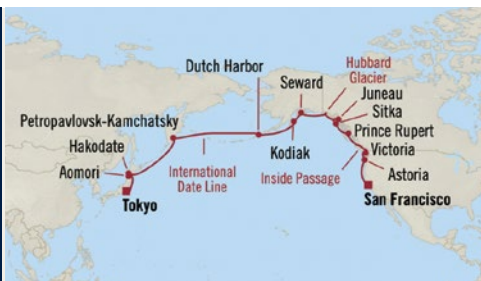 Dutch Harbor
Hubbard
Glacier
Seward
Juneau
Sitka
Petropavlovsk-Kamchatsky
Prince Rupert
Hakodate
Victoria
Kodiak
Aomori
International
Date Line
Inside Passage
Astoria
Tokyo
San Francisco